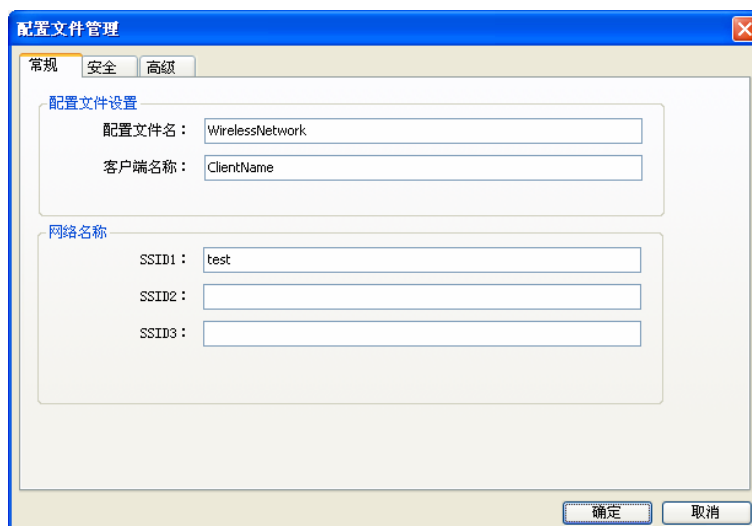 配置文件管理
常规 安全 高级
配置文件设置
配置文件名： WirelessNetwork
客户端名称： ClientName
网络名称
SSID1： test
SSID2：
SSID3：
确定 取消